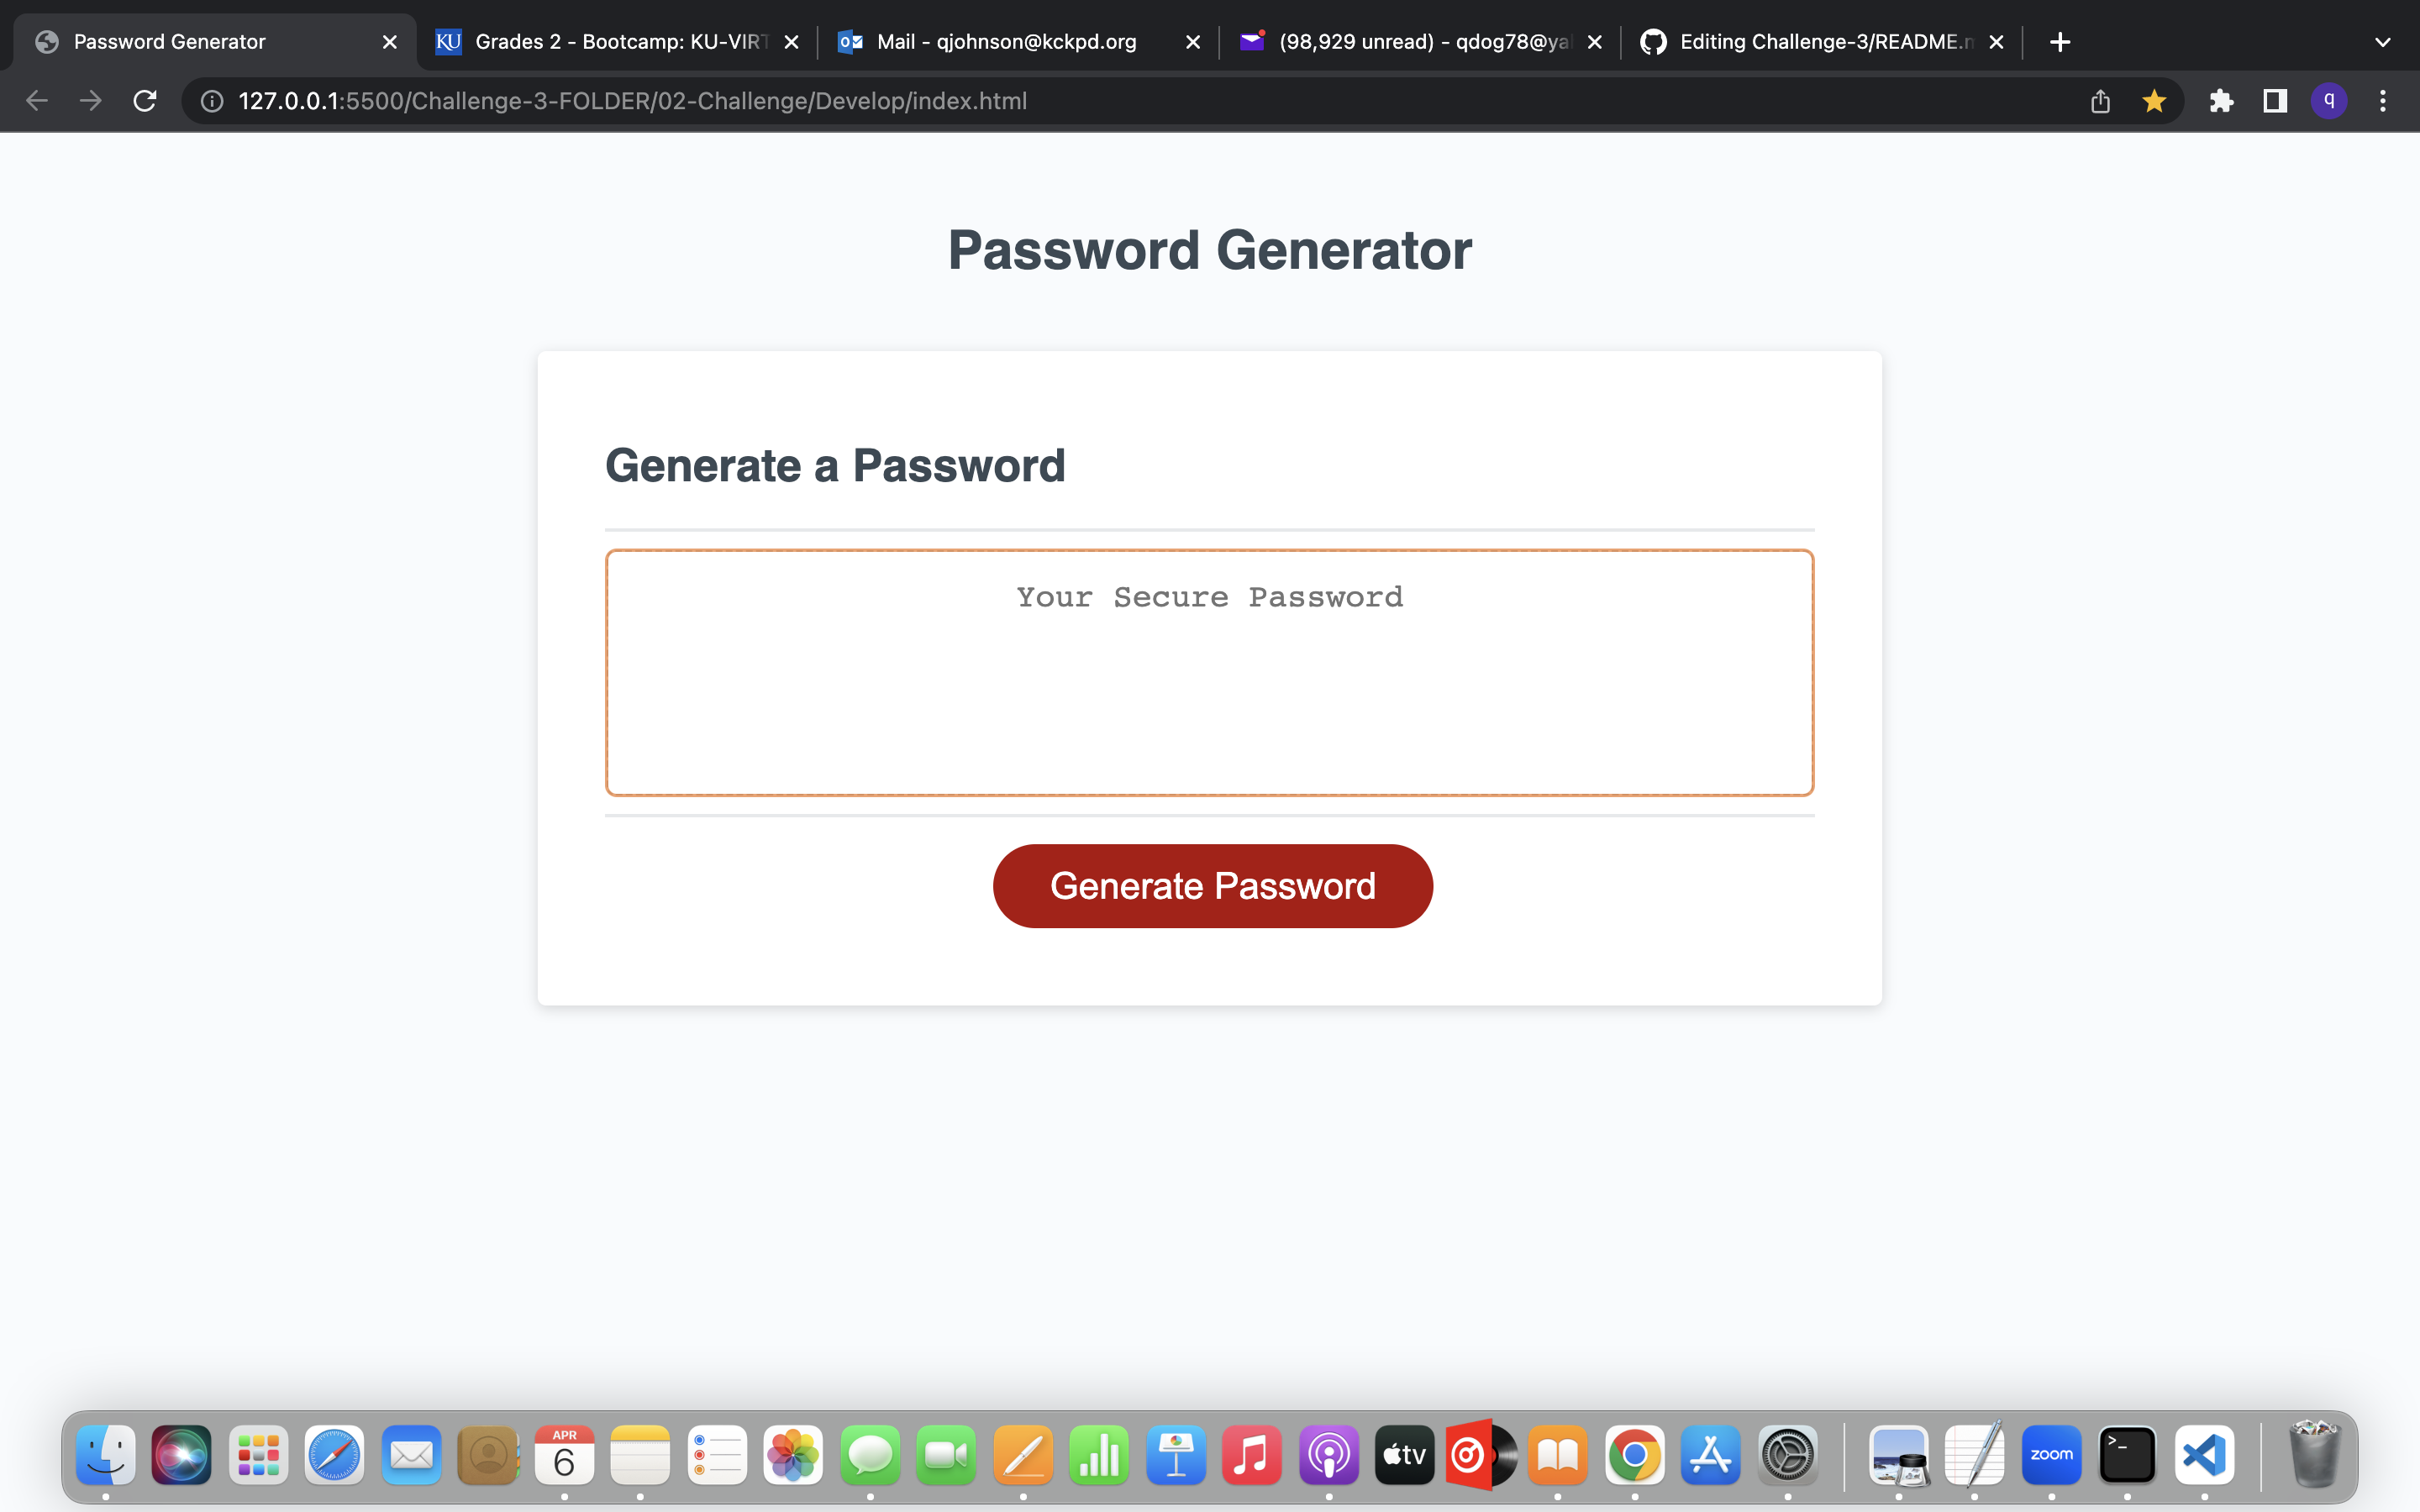 Password Generator
KU Grades 2 - Bootcamp: KU-VIRT
Mail - qjohnson@kckpd.org
(98,929 unread) - qdog78@ya
Editing Challenge-3/README.
127.0.0.1:5500/Challenge-3-FOLDER/02-Challenge/Develop/index.html
q
Password Generator
Generate a Password
Your Secure Password
Generate Password
APR
6
tv
zoom
>_